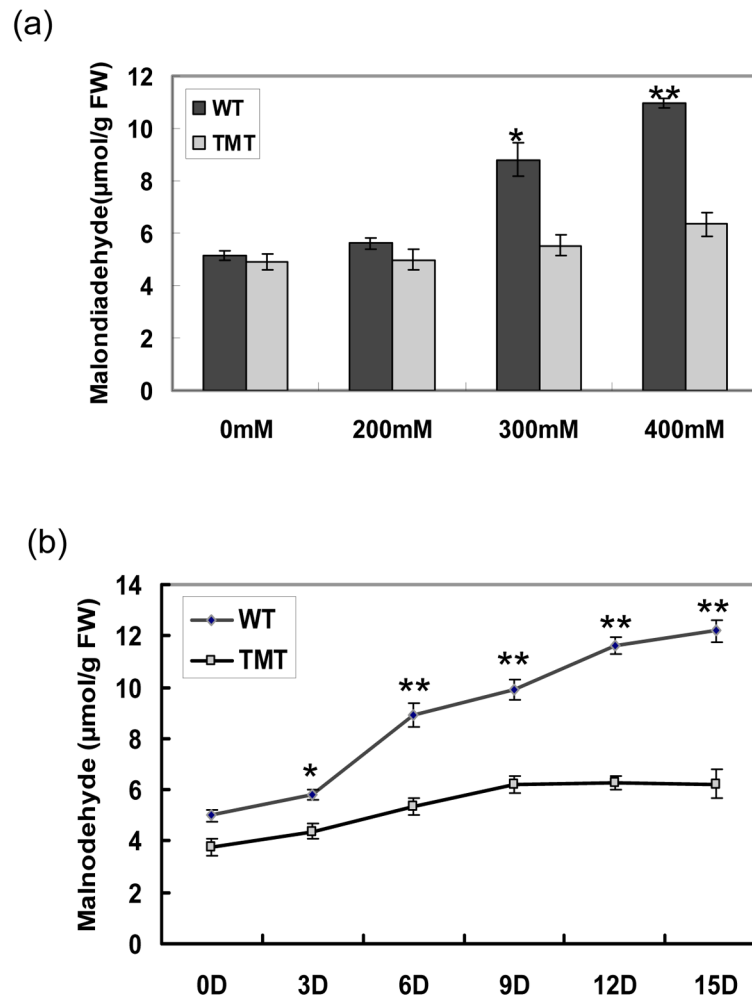 (a)
Malondiadehyde(µmol/g FW)
12
10
8
6
4
2
0
WT
TMT
*
**
0mM 200mM 300mM 400mM
(b)
Malnodehyde (µmol/g FW)
14
12
10
8
6
4
2
0
WT
TMT
*
**
**
**
**
0D 3D 6D 9D 12D 15D